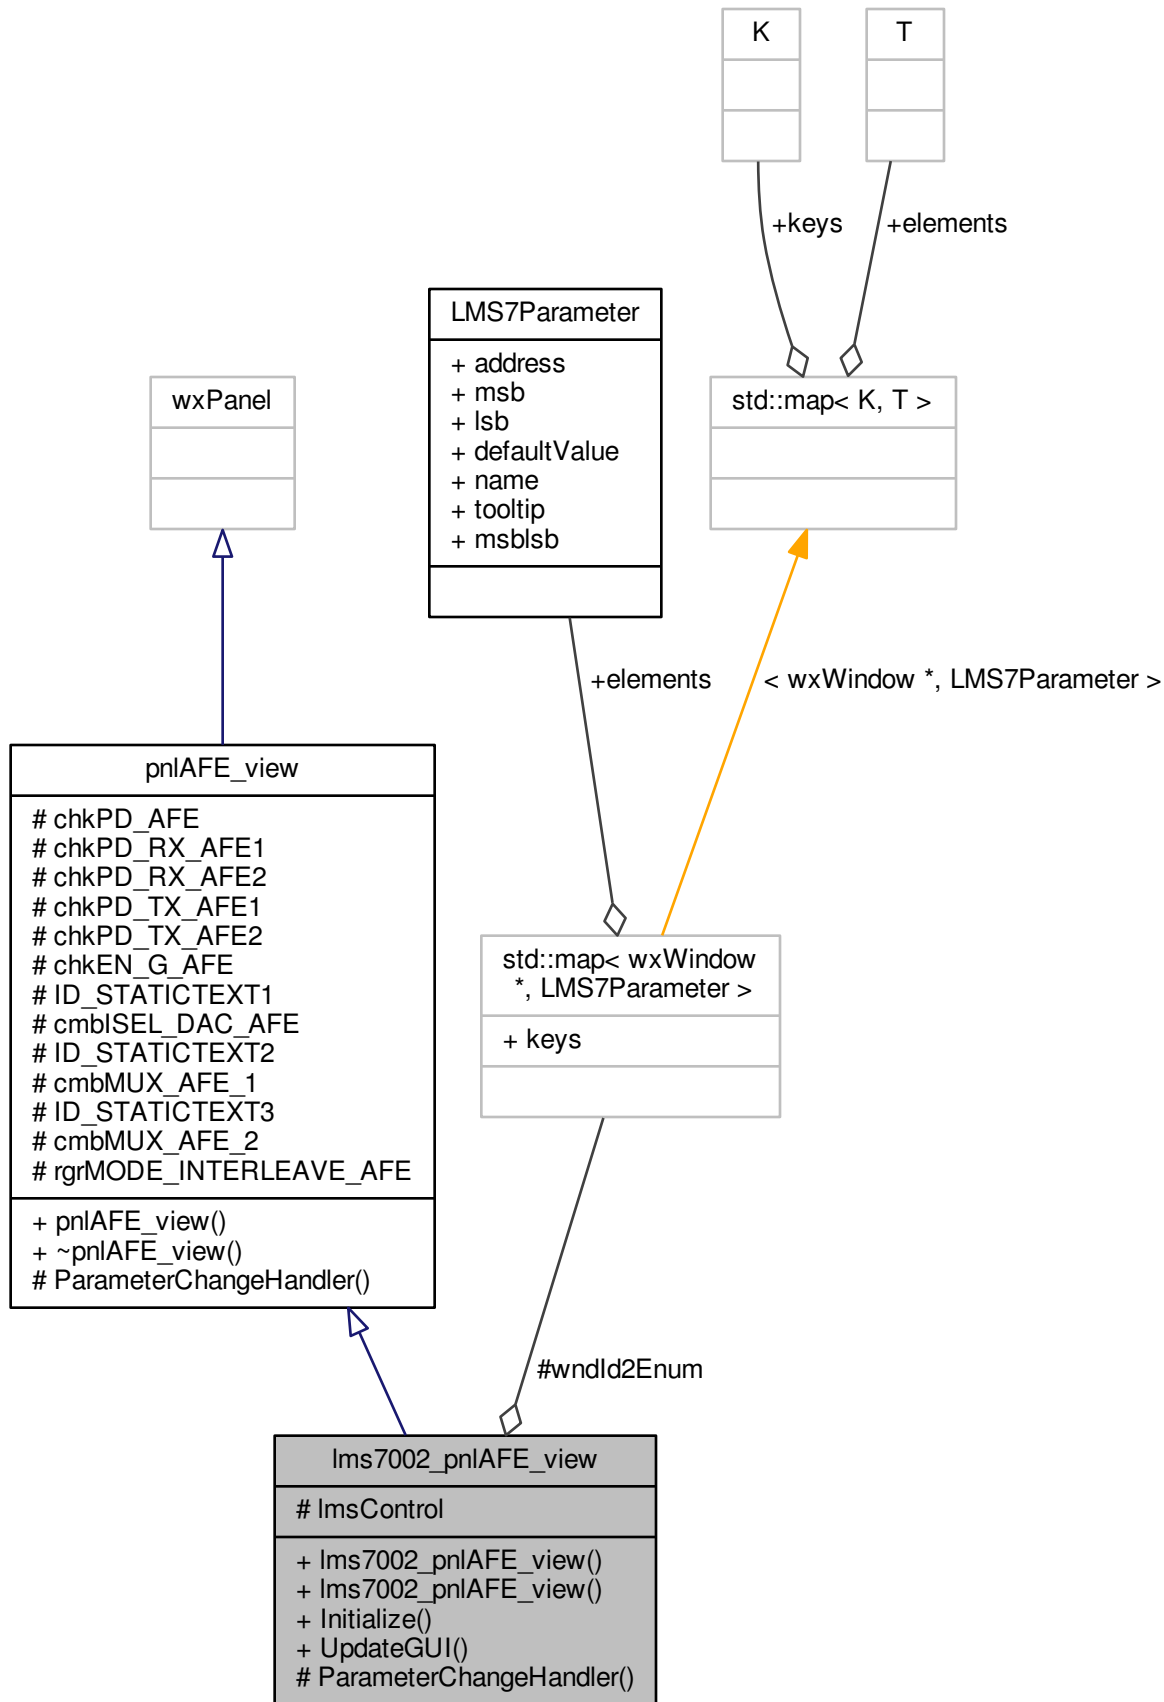 K
T
+keys
+elements
LMS7Parameter
+ address
+ msb
+ lsb
+ defaultValue
+ name
+ tooltip
+ msblsb
std::map< K, T >
wxPanel
+elements
< wxWindow *, LMS7Parameter >
pnlAFE_view
# chkPD_AFE
# chkPD_RX_AFE1
# chkPD_RX_AFE2
# chkPD_TX_AFE1
# chkPD_TX_AFE2
# chkEN_G_AFE
# ID_STATICTEXT1
# cmbISEL_DAC_AFE
# ID_STATICTEXT2
# cmbMUX_AFE_1
# ID_STATICTEXT3
# cmbMUX_AFE_2
# rgrMODE_INTERLEAVE_AFE
+ pnlAFE_view()
+ ~pnlAFE_view()
# ParameterChangeHandler()
std::map< wxWindow
*, LMS7Parameter >
+ keys
#wndId2Enum
lms7002_pnlAFE_view
# lmsControl
+ lms7002_pnlAFE_view()
+ lms7002_pnlAFE_view()
+ Initialize()
+ UpdateGUI()
# ParameterChangeHandler()